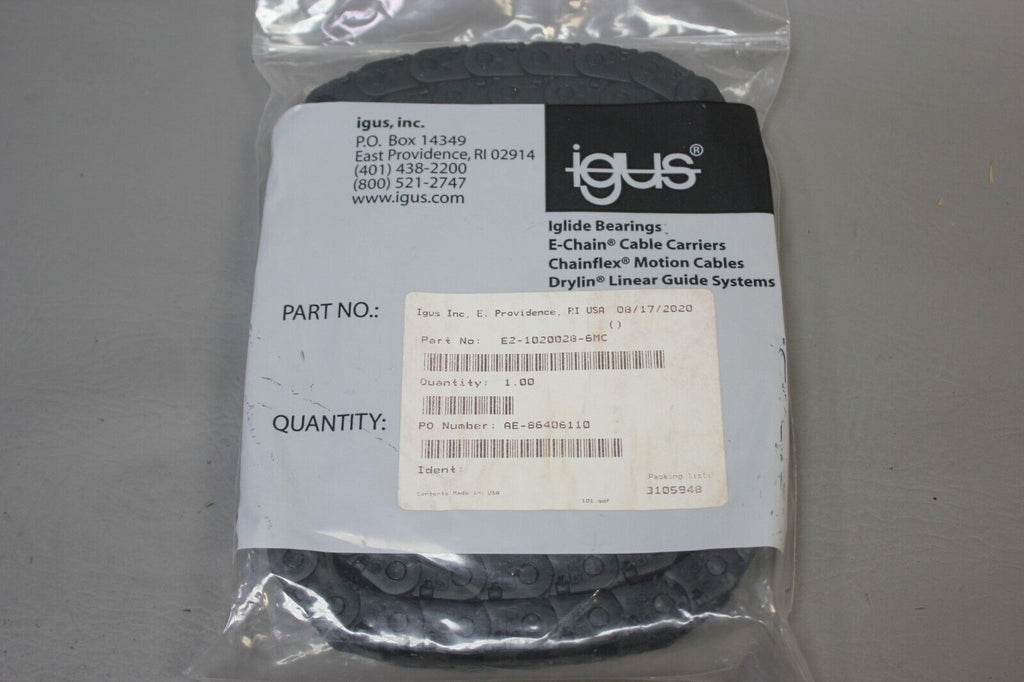 igus, inc.
P.O. Box 14349
East Providence, RI 02914
(401) 438-2200
(800) 521-2747
www.igus.com
igus®
Iglide Bearings
E-Chain® Cable Carriers
Chainflex® Motion Cables
Drylin® Linear Guide Systems
PART NO.:
Igus Inc, E. Providence, RI USA 08/17/2020
()
Part No: E2-1020028-6MC
Quantity: 1.00
QUANTITY:
PO Number: AE-86406110
Ident:
Packing list:
Contents Made in USA
3105948